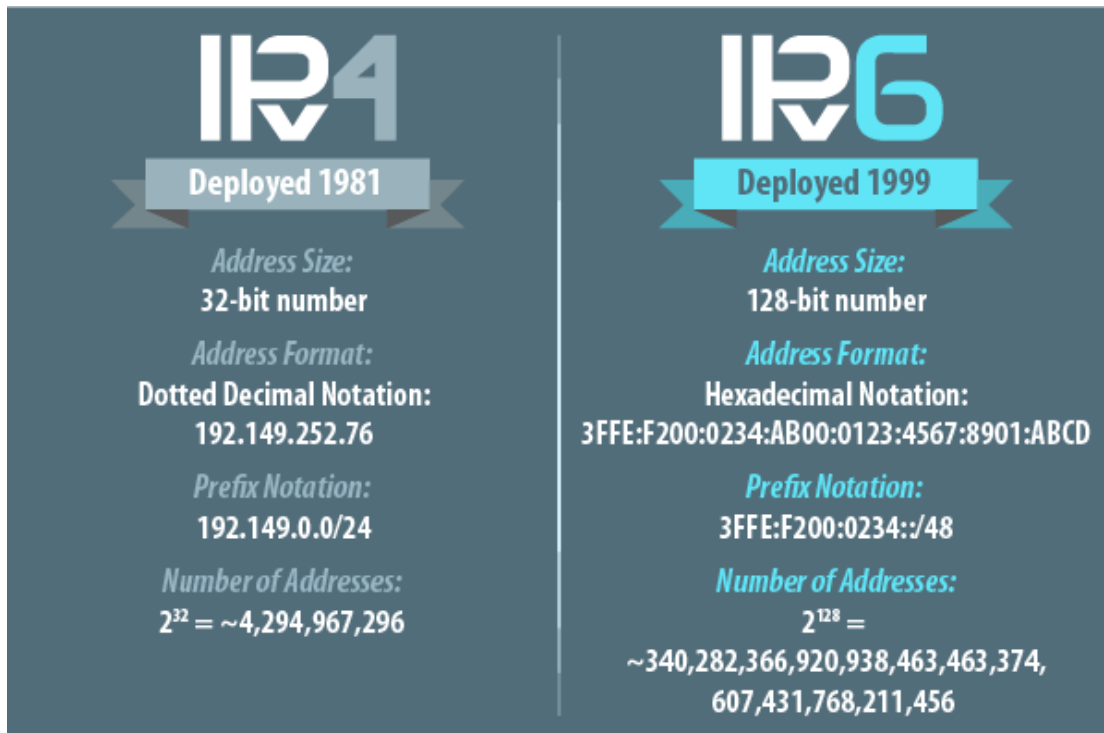 IPv4
Deployed 1981
Address Size:
32-bit number
Address Format:
Dotted Decimal Notation:
192.149.252.76
Prefix Notation:
192.149.0.0/24
Number of Addresses:
2³² = ~4,294,967,296
IPv6
Deployed 1999
Address Size:
128-bit number
Address Format:
Hexadecimal Notation:
3FFE:F200:0234:AB00:0123:4567:8901:ABCD
Prefix Notation:
3FFE:F200:0234::/48
Number of Addresses:
2¹²⁸ =
~340,282,366,920,938,463,463,374,
607,431,768,211,456